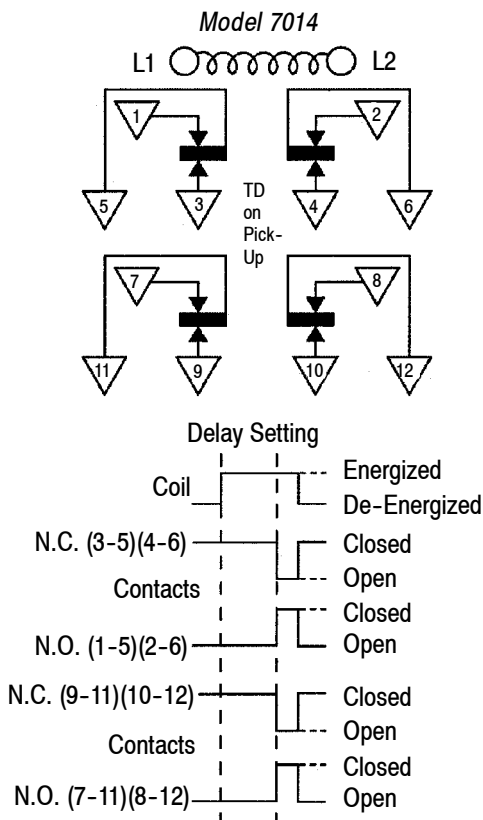 Model 7014
L1 L2
1 2
5 3 4 6
TD
on
Pick-
Up
7 8
11 9 10 12
Delay Setting
Coil
Energized
De-Energized
N.C. (3-5)(4-6)
Closed
Open
Contacts
Closed
N.O. (1-5)(2-6)
Open
N.C. (9-11)(10-12)
Closed
Open
Contacts
Closed
N.O. (7-11)(8-12)
Open